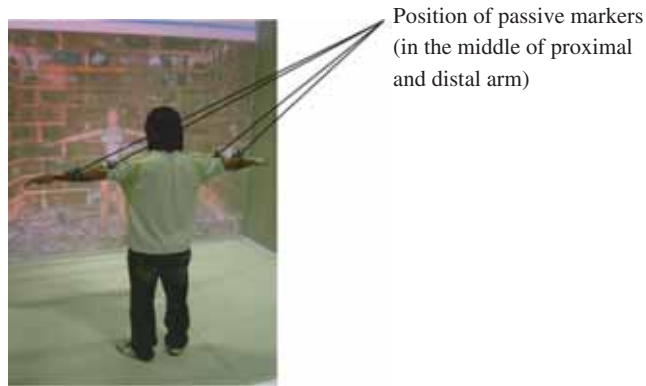 Position of passive markers
(in the middle of proximal
and distal arm)